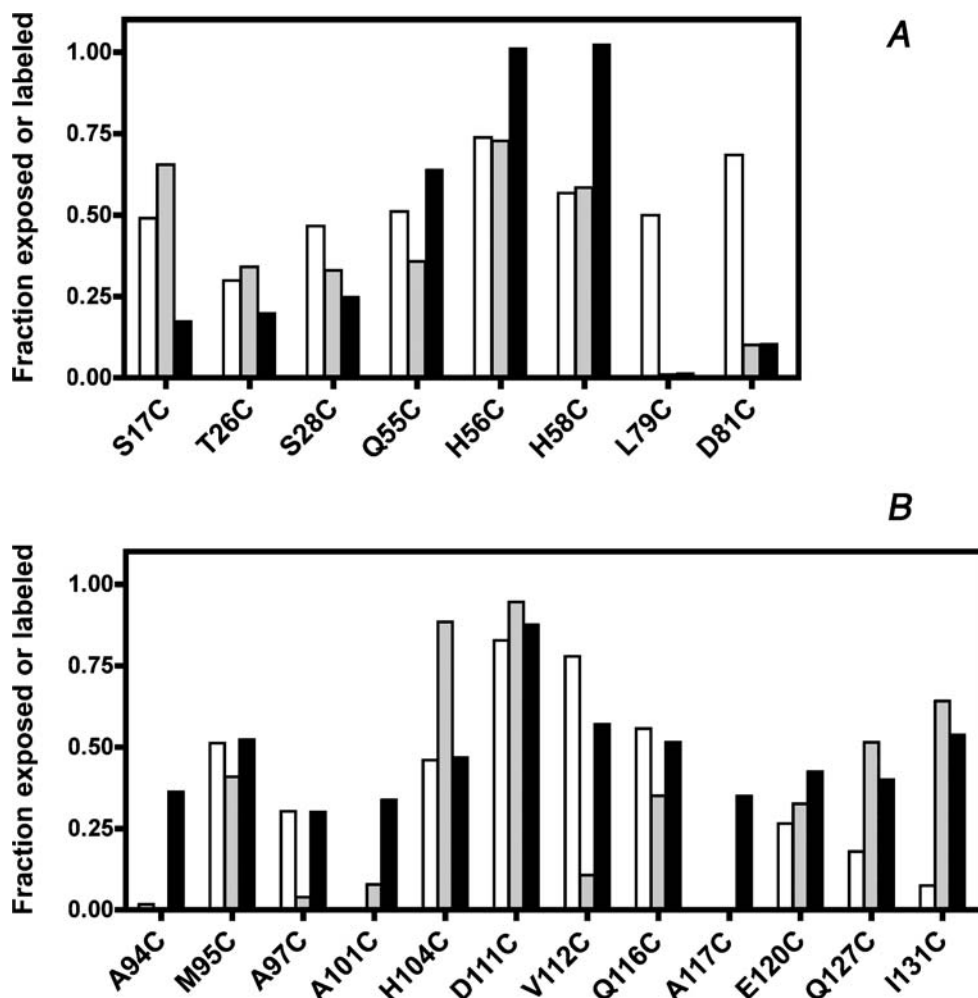 A
Fraction exposed or labeled
1.00
0.75
0.50
0.25
0.00
S17C
T26C
S28C
Q55C
H56C
H58C
L79C
D81C
B
Fraction exposed or labeled
1.00
0.75
0.50
0.25
0.00
A94C
M95C
A97C
A101C
H104C
D111C
V112C
Q116C
A117C
E120C
Q127C
I131C